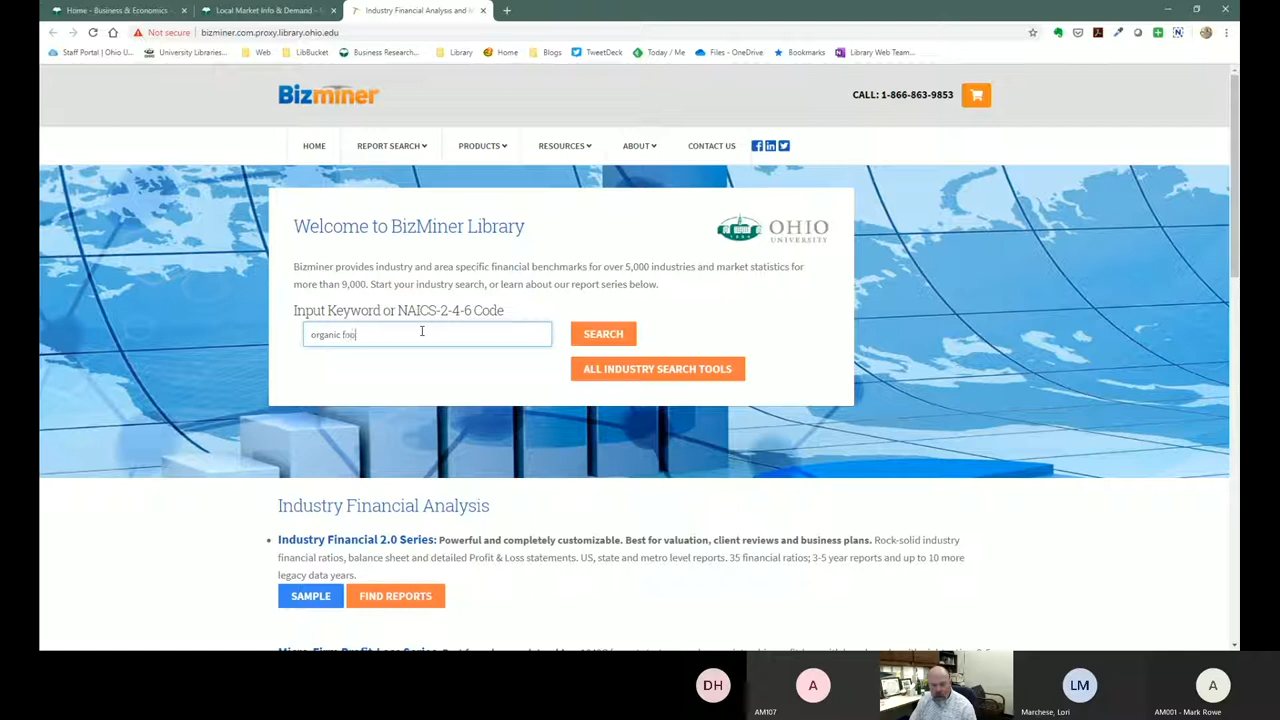 Home - Business & Economics -
Local Market Info & Demand -
Industry Financial Analysis and
Not secure
bizminer.com.proxy.library.ohio.edu
Staff Portal | Ohio U...
University Libraries...
Web
LibBucket
Business Research...
Library
Home
Blogs
TweetDeck
Today / Me
Files - OneDrive
Bookmarks
Library Web Team...
Bizminer
CALL: 1-866-863-9853
HOME
REPORT SEARCH
PRODUCTS
RESOURCES
ABOUT
CONTACT US
Welcome to BizMiner Library
OHIO
UNIVERSITY
Bizminer provides industry and area specific financial benchmarks for over 5,000 industries and market statistics for
more than 9,000. Start your industry search, or learn about our report series below.
Input Keyword or NAICS-2-4-6 Code
organic foo
SEARCH
ALL INDUSTRY SEARCH TOOLS
Industry Financial Analysis
Industry Financial 2.0 Series: Powerful and completely customizable. Best for valuation, client reviews and business plans. Rock-solid industry
financial ratios, balance sheet and detailed Profit & Loss statements. US, state and metro level reports. 35 financial ratios; 3-5 year reports and up to 10 more
legacy data years.
SAMPLE
FIND REPORTS
Micro-Firm Profit-Loss Series:
DH
A
AM107
LM
Marchese, Lori
A
AM001 - Mark Rowe